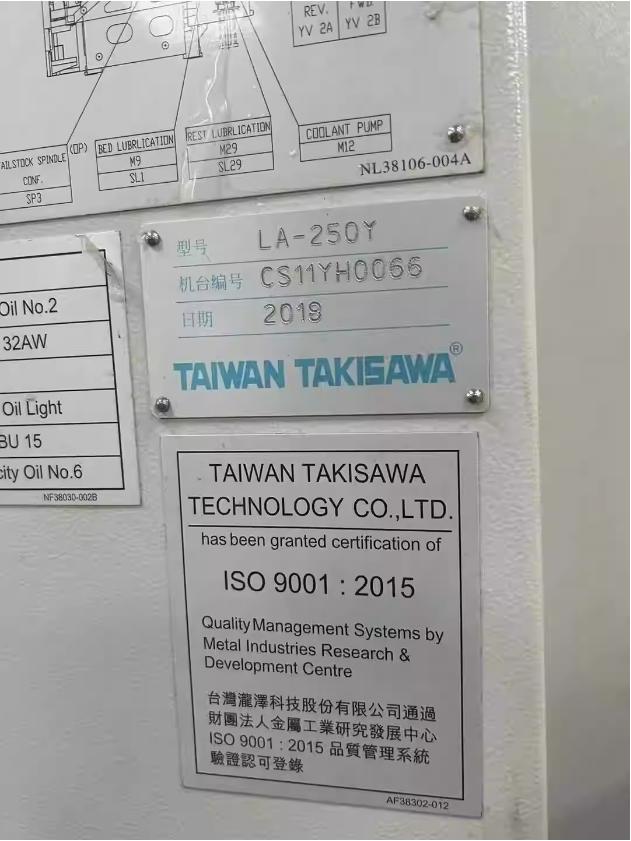 REV.
YV 2A
YV 2B
(OP)
TAILSTOCK SPINDLE
CONF.
SP3
BED LUBRLICATION
M9
SL1
REST LUBRLICATION
M29
SL29
COOLANT PUMP
M12
NL38106-004A
型号 LA-250Y
机台编号 CS11YH0066
日期 2018
TAIWAN TAKISAWA®
Oil No.2
32AW
Oil Light
BU 15
Oil No.6
NF38030-002B
TAIWAN TAKISAWA
TECHNOLOGY CO.,LTD.
has been granted certification of
ISO 9001 : 2015
Quality Management Systems by
Metal Industries Research &
Development Centre
台灣瀧澤科技股份有限公司通過
財團法人金屬工業研究發展中心
ISO 9001 : 2015 品質管理系統
驗證認可登錄
AF38302-012